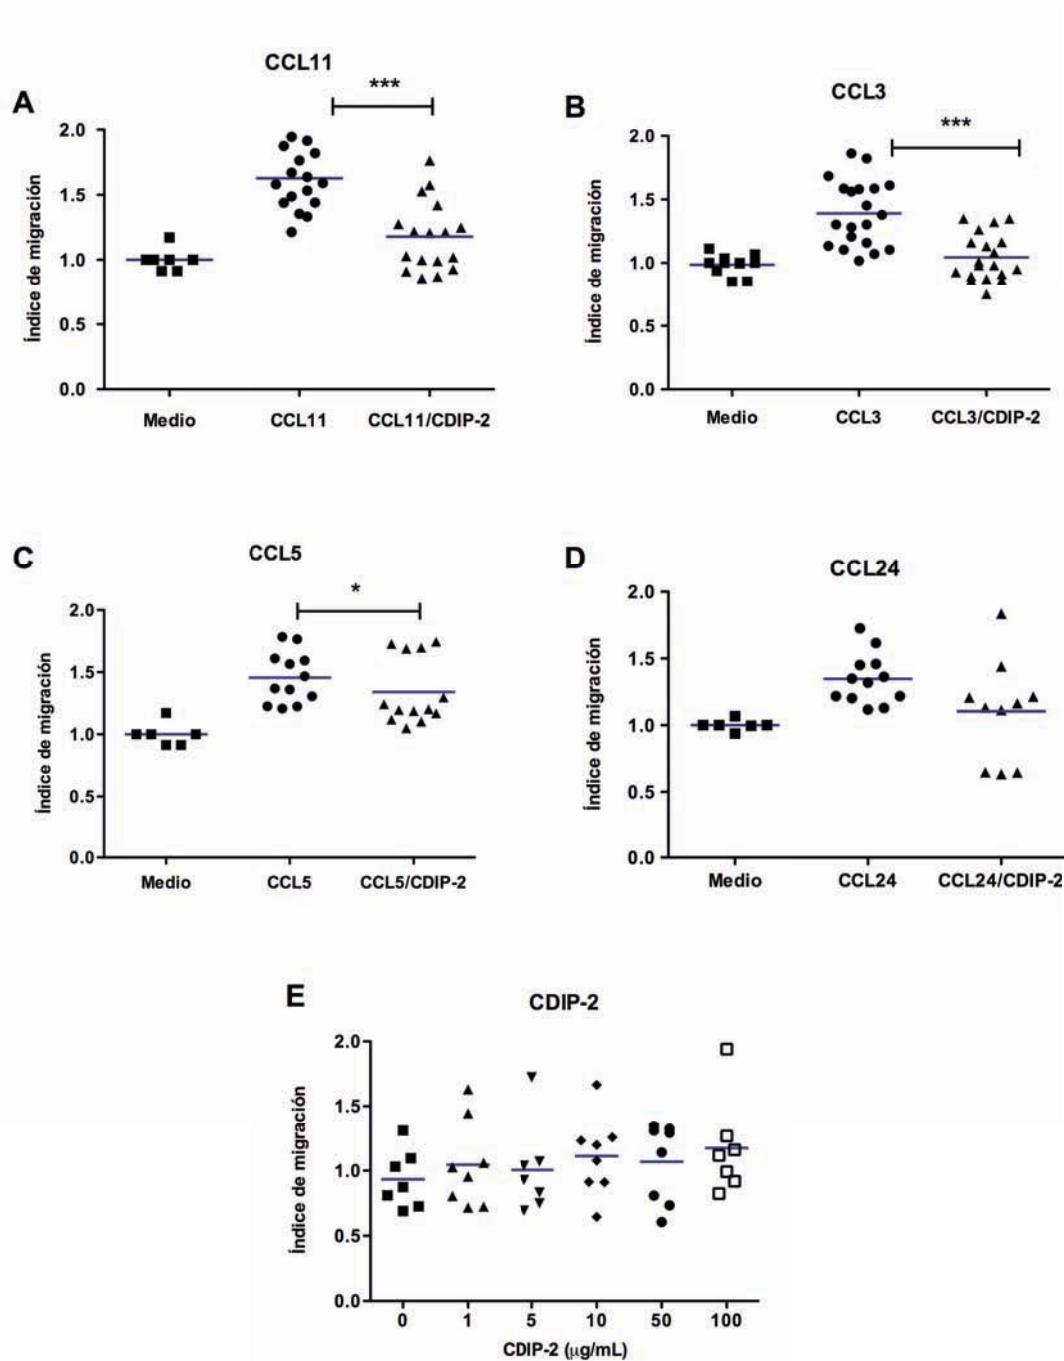 A
CCL11
***
Índice de migración
2.0
1.5
1.0
0.5
0.0
Medio
CCL11
CCL11/CDIP-2
B
CCL3
***
Índice de migración
2.0
1.5
1.0
0.5
0.0
Medio
CCL3
CCL3/CDIP-2
C
CCL5
*
Índice de migración
2.0
1.5
1.0
0.5
0.0
Medio
CCL5
CCL5/CDIP-2
D
CCL24
Índice de migración
2.0
1.5
1.0
0.5
0.0
Medio
CCL24
CCL24/CDIP-2
E
CDIP-2
Índice de migración
2.0
1.5
1.0
0.5
0.0
0 1 5 10 50 100
CDIP-2 (µg/mL)